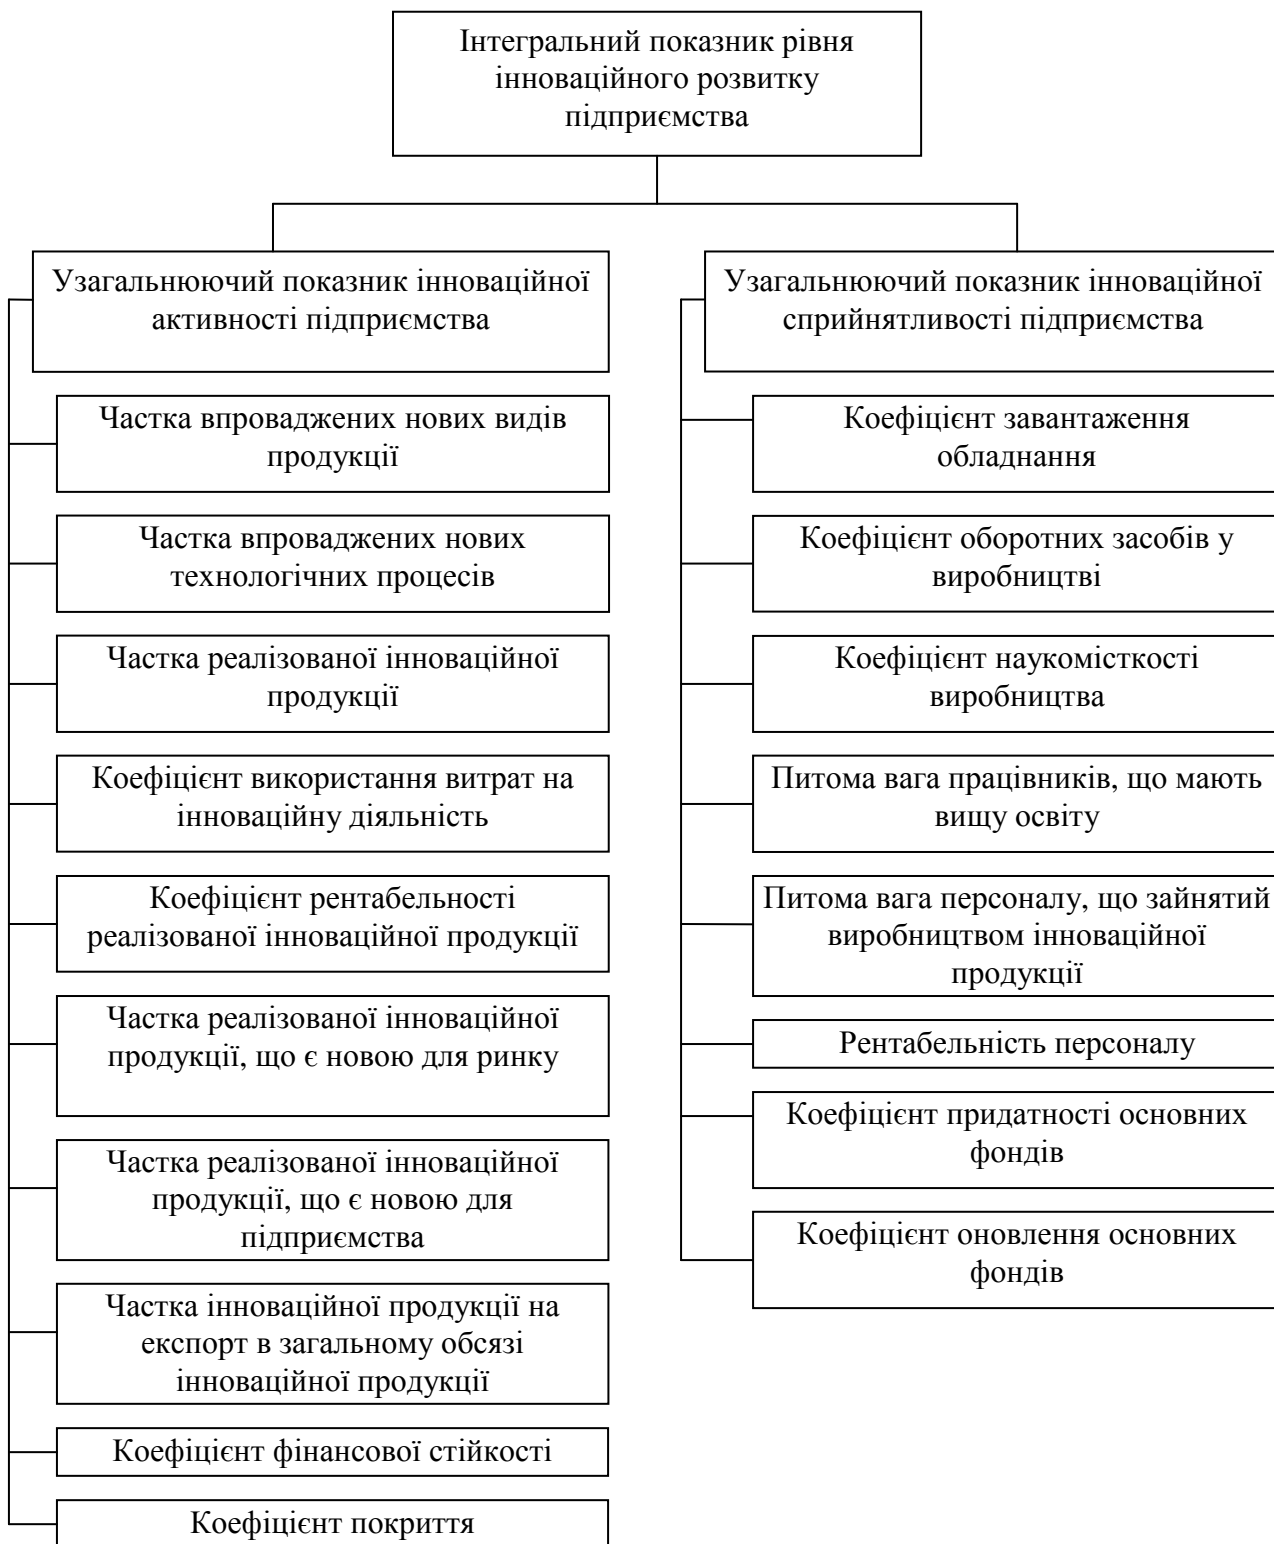 Інтегральний показник рівня
інноваційного розвитку
підприємства
Узагальнюючий показник інноваційної
активності підприємства
Частка впроваджених нових видів
продукції
Частка впроваджених нових
технологічних процесів
Частка реалізованої інноваційної
продукції
Коефіцієнт використання витрат на
інноваційну діяльність
Коефіцієнт рентабельності
реалізованої інноваційної продукції
Частка реалізованої інноваційної
продукції, що є новою для ринку
Частка реалізованої інноваційної
продукції, що є новою для
підприємства
Частка інноваційної продукції на
експорт в загальному обсязі
інноваційної продукції
Коефіцієнт фінансової стійкості
Коефіцієнт покриття
Узагальнюючий показник інноваційної
сприйнятливості підприємства
Коефіцієнт завантаження
обладнання
Коефіцієнт оборотних засобів у
виробництві
Коефіцієнт наукомісткості
виробництва
Питома вага працівників, що мають
вищу освіту
Питома вага персоналу, що зайнятий
виробництвом інноваційної
продукції
Рентабельність персоналу
Коефіцієнт придатності основних
фондів
Коефіцієнт оновлення основних
фондів